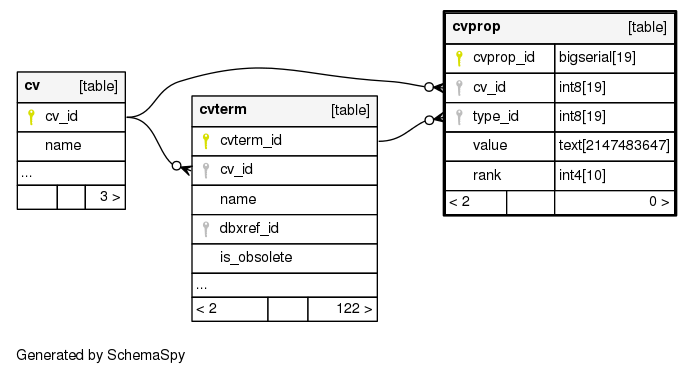 cv [table]
cv_id
name
...
3 >
cvterm [table]
cvterm_id
cv_id
name
dbxref_id
is_obsolete
...
< 2 122 >
cvprop [table]
cvprop_id bigserial[19]
cv_id int8[19]
type_id int8[19]
value text[2147483647]
rank int4[10]
< 2 0 >
Generated by SchemaSpy